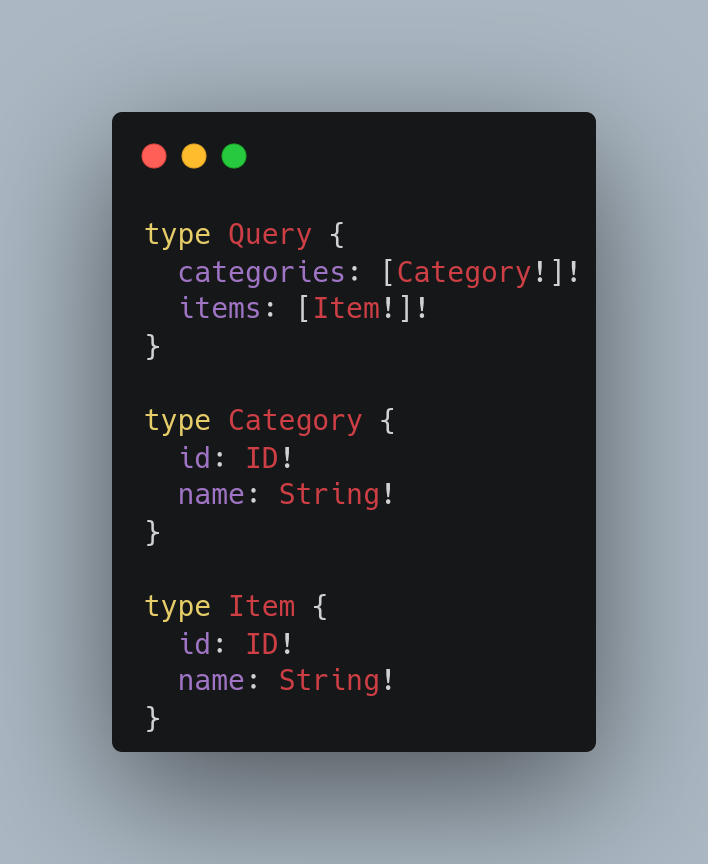 type Query {
  categories: [Category!]!
  items: [Item!]!
}

type Category {
  id: ID!
  name: String!
}

type Item {
  id: ID!
  name: String!
}